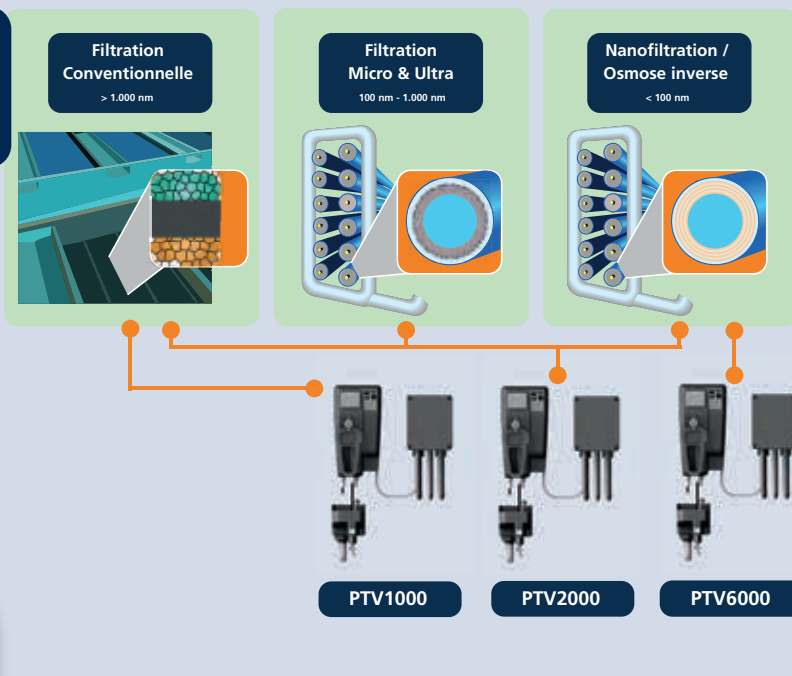 Filtration
Conventionnelle
> 1.000 nm
Filtration
Micro & Ultra
100 nm - 1.000 nm
Nanofiltration /
Osmose inverse
< 100 nm
PTV1000
PTV2000
PTV6000